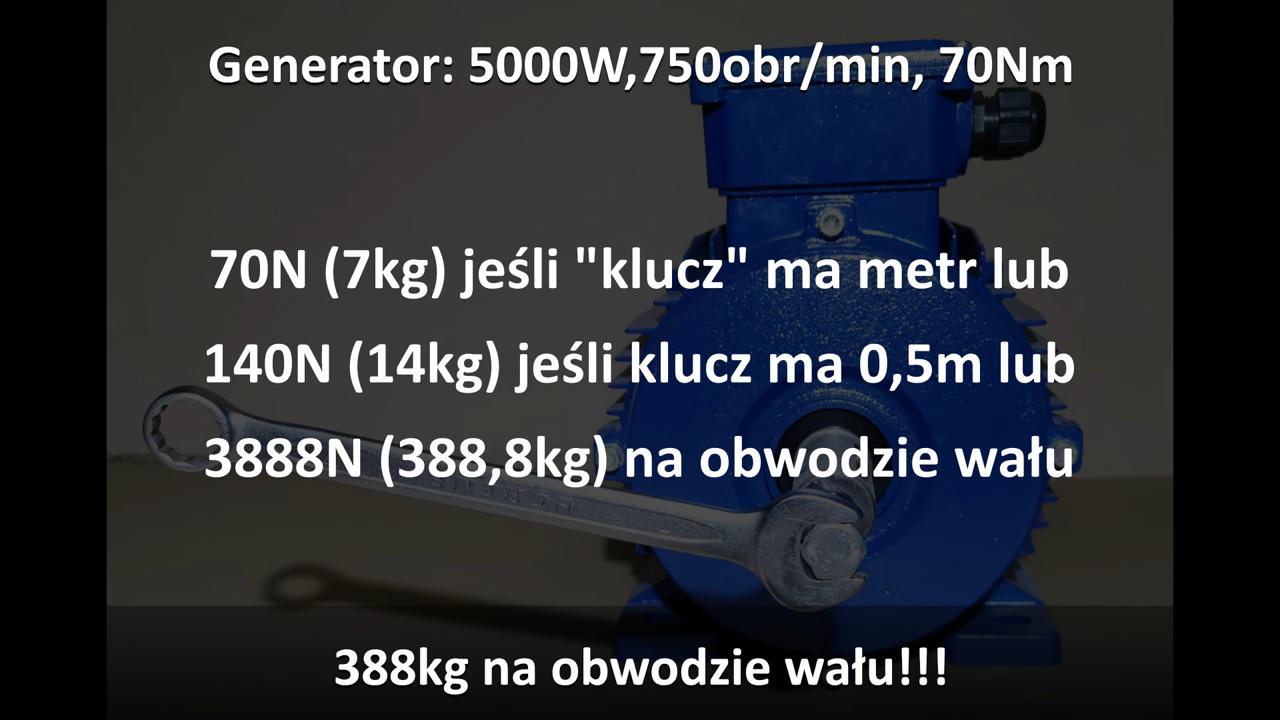 Generator: 5000W,750obr/min, 70Nm
70N (7kg) jeśli "klucz" ma metr lub
140N (14kg) jeśli klucz ma 0,5m lub
3888N (388,8kg) na obwodzie wału
388kg na obwodzie wału!!!